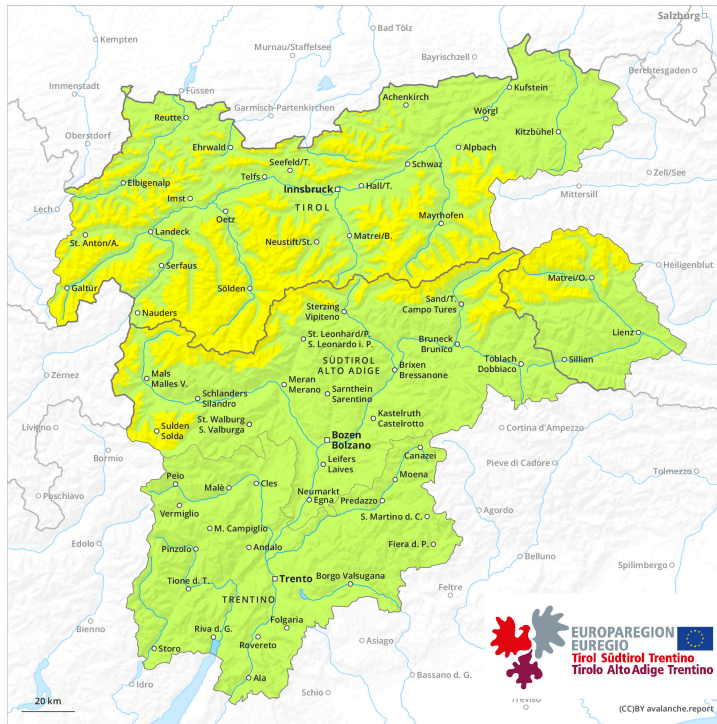 Salzburg
Kempten
Bad Tölz
Murnau/Staffelsee
Bayrischzell
Berchtesgaden
Immenstadt
Füssen
Garmisch-Partenkirchen
Achenkirch
Kufstein
Reutte
Wörgl
Oberstdorf
Kitzbühel
Ehrwald
Alpbach
Seefeld/T.
Schwaz
Zell/See
Telfs
Elbigenalp
Innsbruck
Hall/T.
Mittersill
Imst
TIROL
Lech
Oetz
Mayrhofen
St. Anton/A.
Landeck
Neustift/St.
Matrei/B.
Serfaus
Heiligenblut
Matrei/O.
Galtür
Sölden
Nauders
Sterzing
Vipiteno
Sand/T.
Campo Tures
Lienz
St. Leonhard/P.
S. Leonardo i. P.
Bruneck
Brunico
Toblach
Dobbiaco
Sillian
SÜDTIROL
ALTO ADIGE
Brixen
Bressanone
Zernez
Mals
Malles V.
Meran
Merano
Sarnthein
Sarentino
Schlanders
Silandro
St. Walburg
S. Valburga
Kastelruth
Castelrotto
Livigno
Sulden
Solda
Cortina d'Ampezzo
Bozen
Bolzano
Bormio
Canazei
Leifers
Laives
Pieve di Cadore
Tolmezzo
Moena
Peio
Malè
Cles
Neumarkt
Egna
Predazzo
Poschiavo
Vermiglio
Agordo
S. Martino d. C.
M. Campiglio
Edolo
Pinzolo
Andalo
Fiera d. P.
Belluno
Spilimbergo
Trento
Tione d. T.
Borgo Valsugana
Feltre
TRENTINO
Bienno
Folgaria
Riva d. G.
Rovereto
Asiago
Storo
Ala
Bassano d. G.
Idro
Schio
Treviso
EUROPAREGION
EUREGIO
Tirol Südtirol Trentino
Tirolo Alto Adige Trentino
20 km
(CC)BY avalanche.report